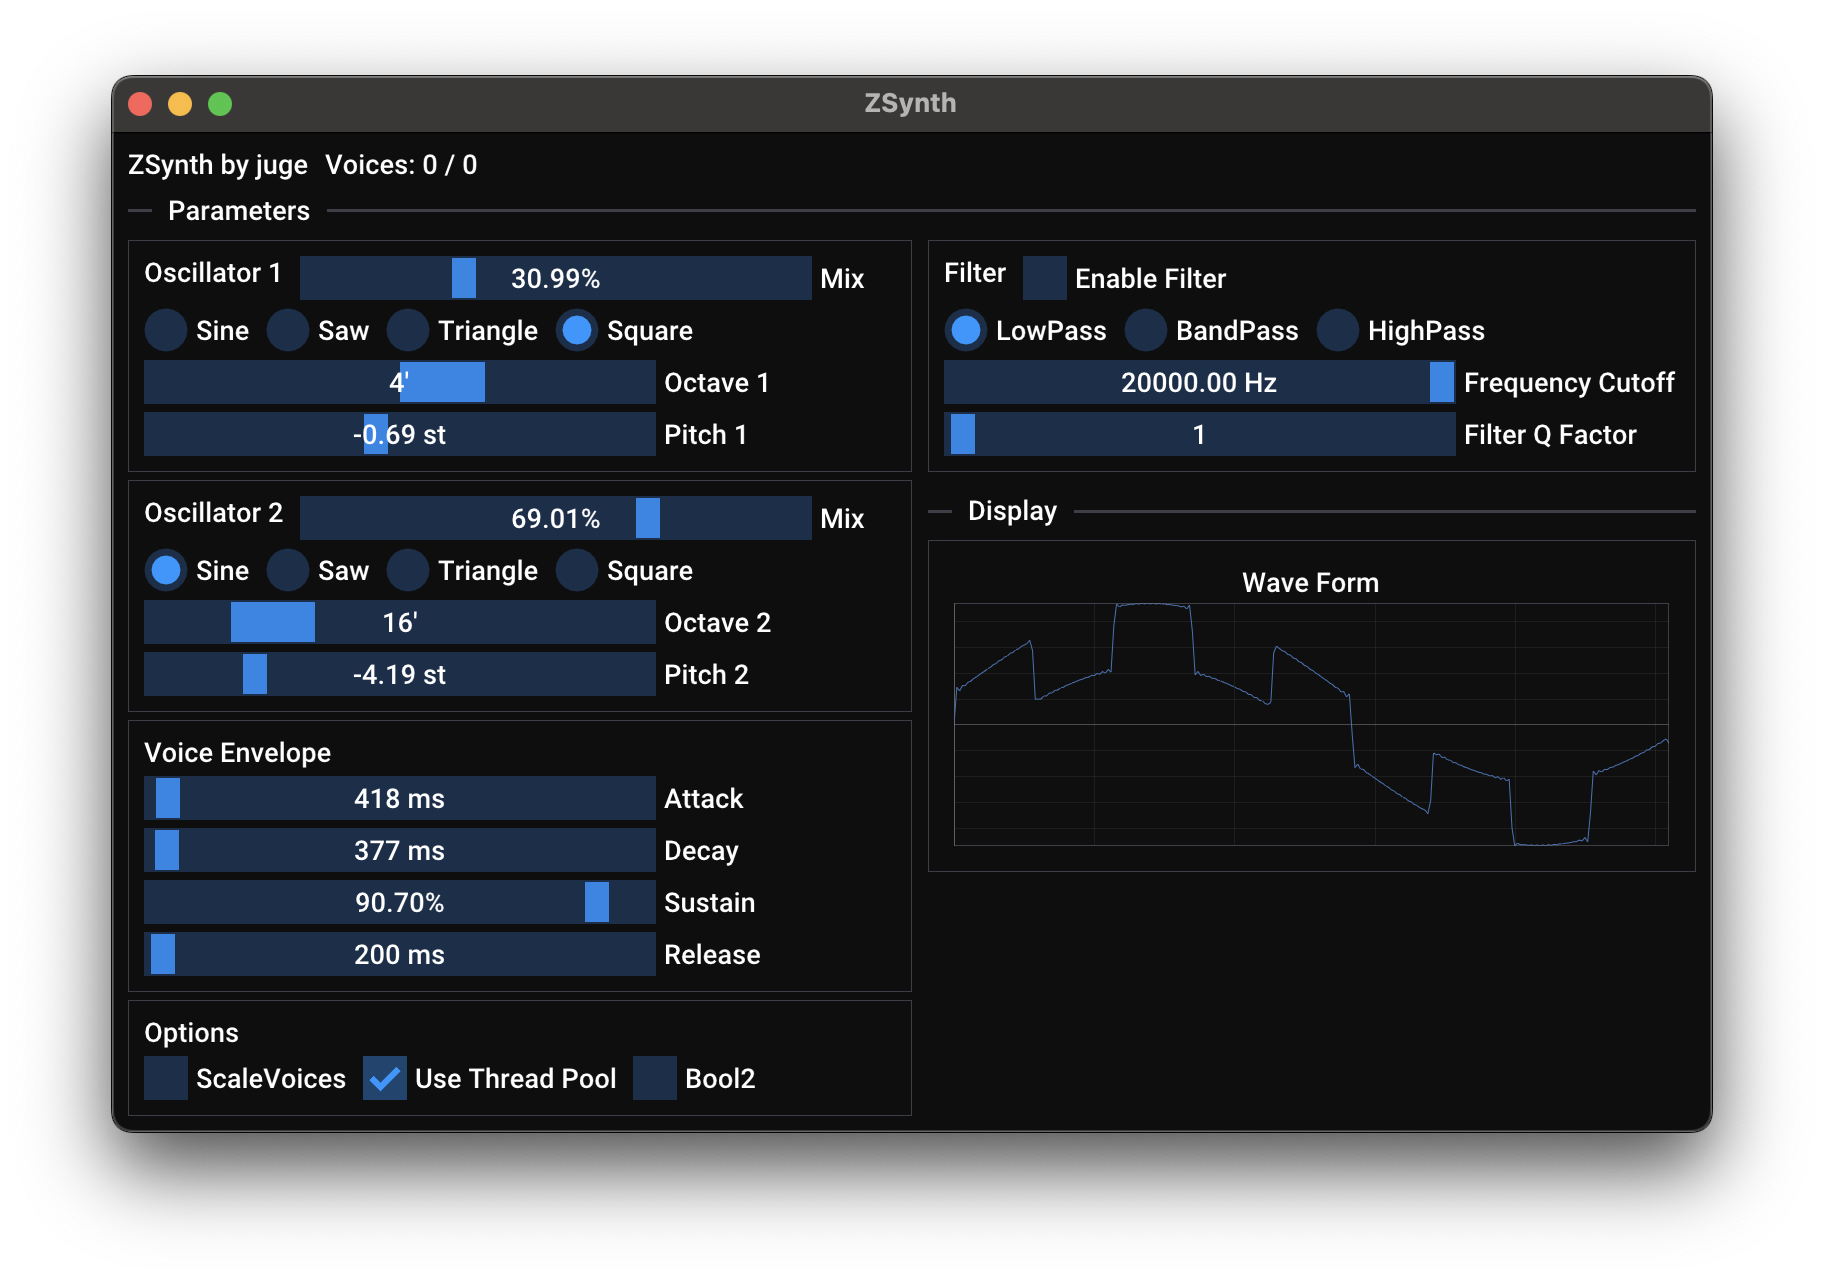 ZSynth
ZSynth by juge Voices: 0 / 0
Parameters
Oscillator 1 30.99% Mix
Sine Saw Triangle Square
4' Octave 1
-0.69 st Pitch 1
Oscillator 2 69.01% Mix
Sine Saw Triangle Square
16' Octave 2
-4.19 st Pitch 2
Voice Envelope
418 ms Attack
377 ms Decay
90.70% Sustain
200 ms Release
Options
ScaleVoices Use Thread Pool Bool2
Filter Enable Filter
LowPass BandPass HighPass
20000.00 Hz Frequency Cutoff
1 Filter Q Factor
Display
Wave Form